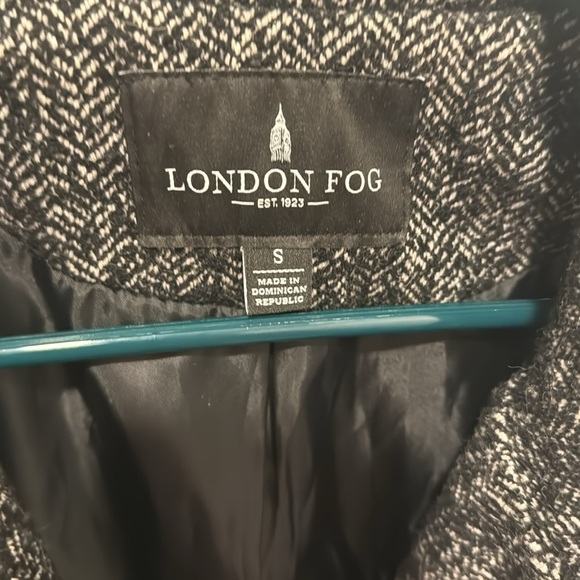 LONDON FOG
EST. 1923
S
MADE IN
DOMINICAN
REPUBLIC